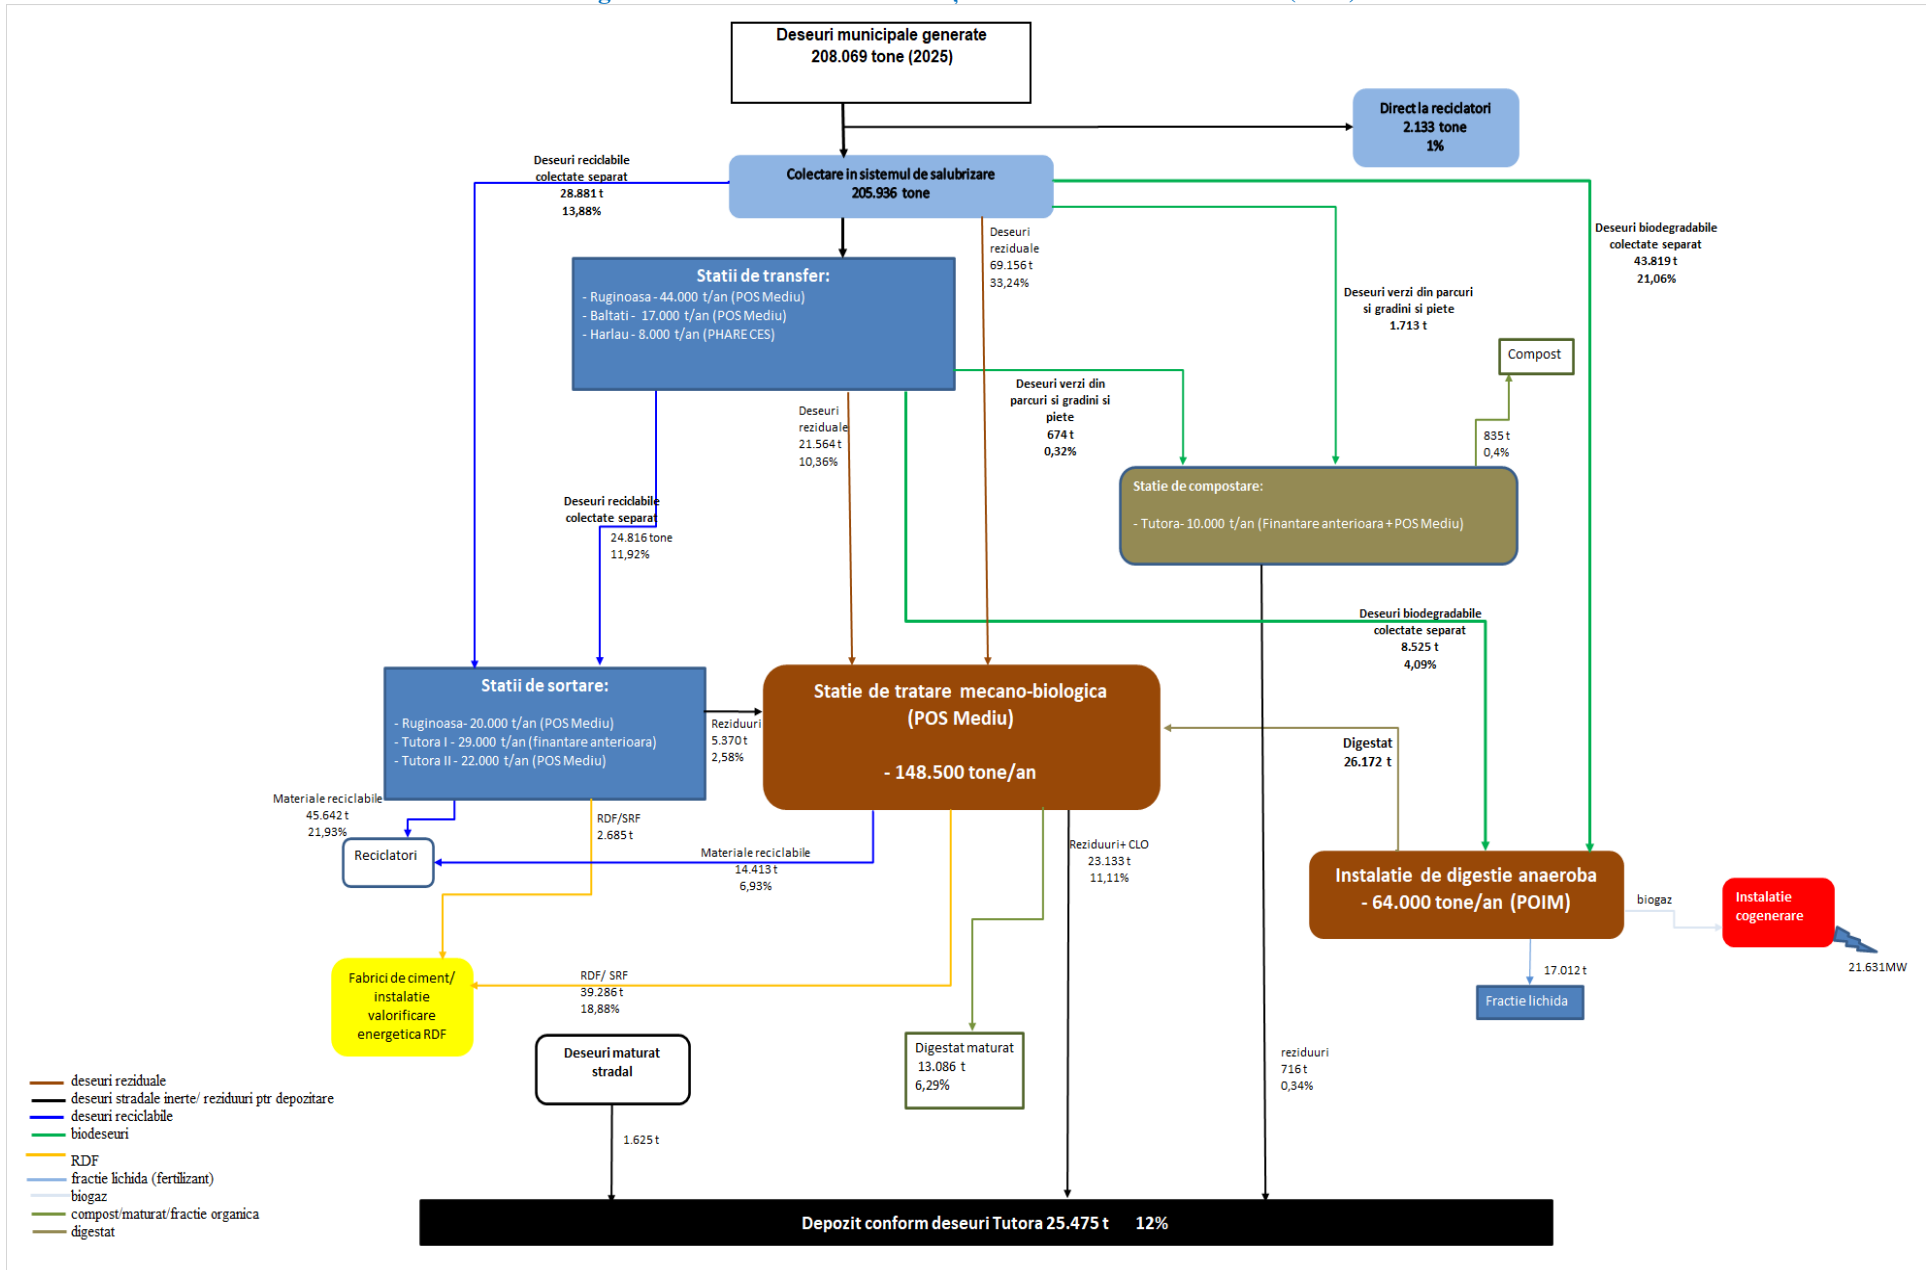 Deseuri municipale generate
208.069 tone (2025)
Direct la reciclatori
2.133 tone
1%
Deseuri reciclabile
colectate separat
28.881 t
13,88%
Colectare in sistemul de salubrizare
205.936 tone
Deseuri
reziduale
69.156 t
33,24%
Deseuri biodegradabile
colectate separat
43.819 t
21,06%
Statii de transfer:
- Ruginoasa - 44.000 t/an (POS Mediu)
- Baltati - 17.000 t/an (POS Mediu)
- Harlau - 8.000 t/an (PHARE CES)
Deseuri verzi din parcuri
si gradini si piete
1.713 t
Compost
Deseuri verzi din
parcuri si gradini si
piete
674 t
0,32%
Deseuri
reziduale
21.564 t
10,36%
835 t
0,4%
Statie de compostare:
- Tutora- 10.000 t/an (Finantare anterioara + POS Mediu)
Deseuri reciclabile
colectate separat
24.816 tone
11,92%
Deseuri biodegradabile
colectate separat
8.525 t
4,09%
Statii de sortare:
- Ruginoasa- 20.000 t/an (POS Mediu)
- Tutora I - 29.000 t/an (finantare anterioara)
- Tutora II - 22.000 t/an (POS Mediu)
Reziduuri
5.370 t
2,58%
Statie de tratare mecano-biologica
(POS Mediu)
- 148.500 tone/an
Digestat
26.172 t
Materiale reciclabile
45.642 t
21,93%
RDF/SRF
2.685 t
Reciclatori
Materiale reciclabile
14.413 t
6,93%
Reziduuri+ CLO
23.133 t
11,11%
Instalatie de digestie anaeroba
- 64.000 tone/an (POIM)
biogaz
Instalatie
cogenerare
21.631MW
17.012 t
Fractie lichida
Fabrici de ciment/
instalatie
valorificare
energetica RDF
RDF/ SRF
39.286 t
18,88%
Deseuri maturat
stradal
Digestat maturat
13.086 t
6,29%
reziduuri
716 t
0,34%
1.625 t
deseuri reziduale
deseuri stradale inerte/ reziduuri ptr depozitare
deseuri reciclabile
biodeseuri
RDF
fractie lichida (fertilizant)
biogaz
compost/maturat/fractie organica
digestat
Depozit conform deseuri Tutora 25.475 t 12%